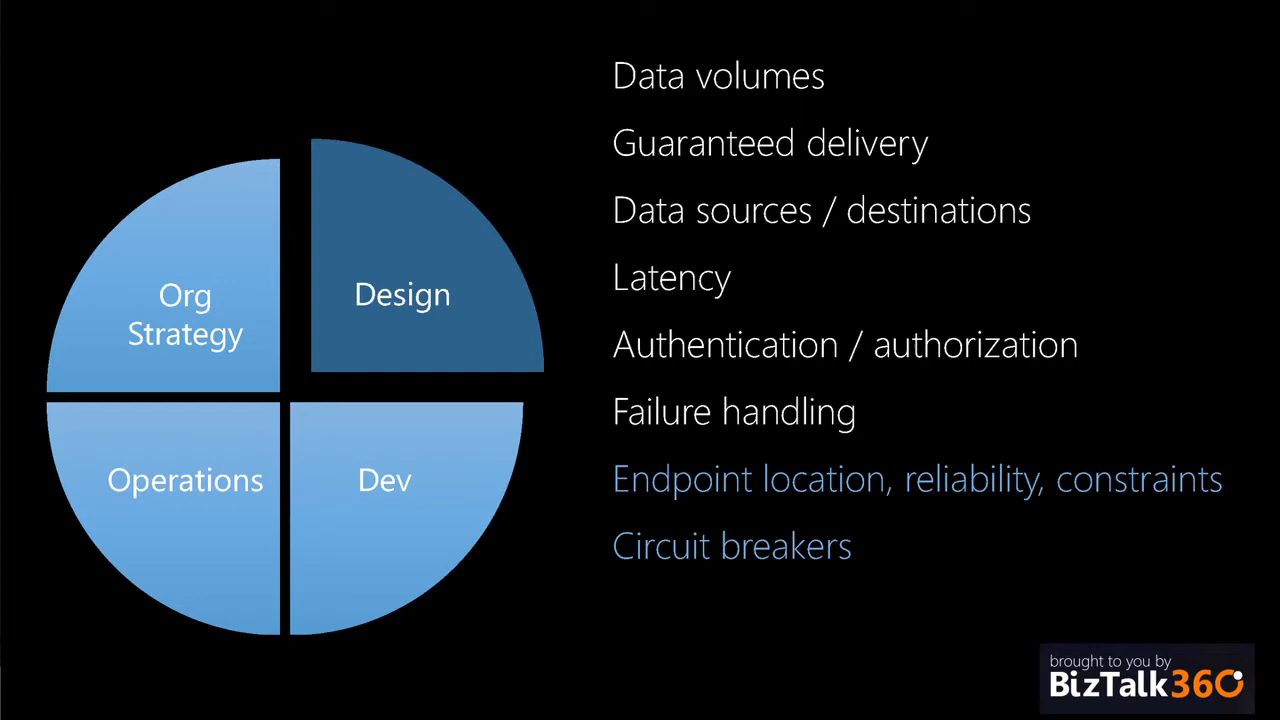 Org
Strategy
Design
Operations
Dev
Data volumes
Guaranteed delivery
Data sources / destinations
Latency
Authentication / authorization
Failure handling
Endpoint location, reliability, constraints
Circuit breakers
brought to you by
BizTalk360